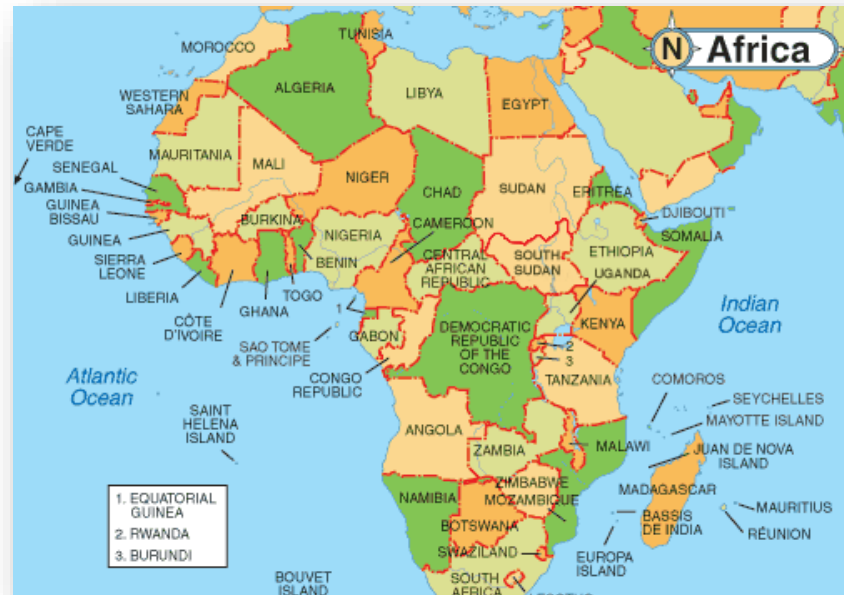 N Africa
TUNISIA
MOROCCO
ALGERIA
LIBYA
EGYPT
WESTERN
SAHARA
CAPE
VERDE
MAURITANIA
MALI
NIGER
CHAD
SUDAN
ERITREA
SENEGAL
GAMBIA
GUINEA
BISSAU
GUINEA
SIERRA
LEONE
LIBERIA
CÔTE
D'IVOIRE
BURKINA
GHANA
TOGO
BENIN
NIGERIA
CAMEROON
CENTRAL
AFRICAN
REPUBLIC
SOUTH
SUDAN
DJIBOUTI
SOMALIA
ETHIOPIA
UGANDA
KENYA
Indian
Ocean
1
SAO TOME
& PRINCIPE
GABON
CONGO
REPUBLIC
DEMOCRATIC
REPUBLIC
OF THE
CONGO
2
3
TANZANIA
Atlantic
Ocean
SAINT
HELENA
ISLAND
COMOROS
SEYCHELLES
MAYOTTE ISLAND
JUAN DE NOVA
ISLAND
ANGOLA
ZAMBIA
MALAWI
MADAGASCAR
MAURITIUS
RÉUNION
BASSIS
DE INDIA
EUROPA
ISLAND
ZIMBABWE
MOZAMBIQUE
NAMIBIA
BOTSWANA
SWAZILAND
SOUTH
AFRICA
1. EQUATORIAL
GUINEA
2. RWANDA
3. BURUNDI
BOUVET
ISLAND